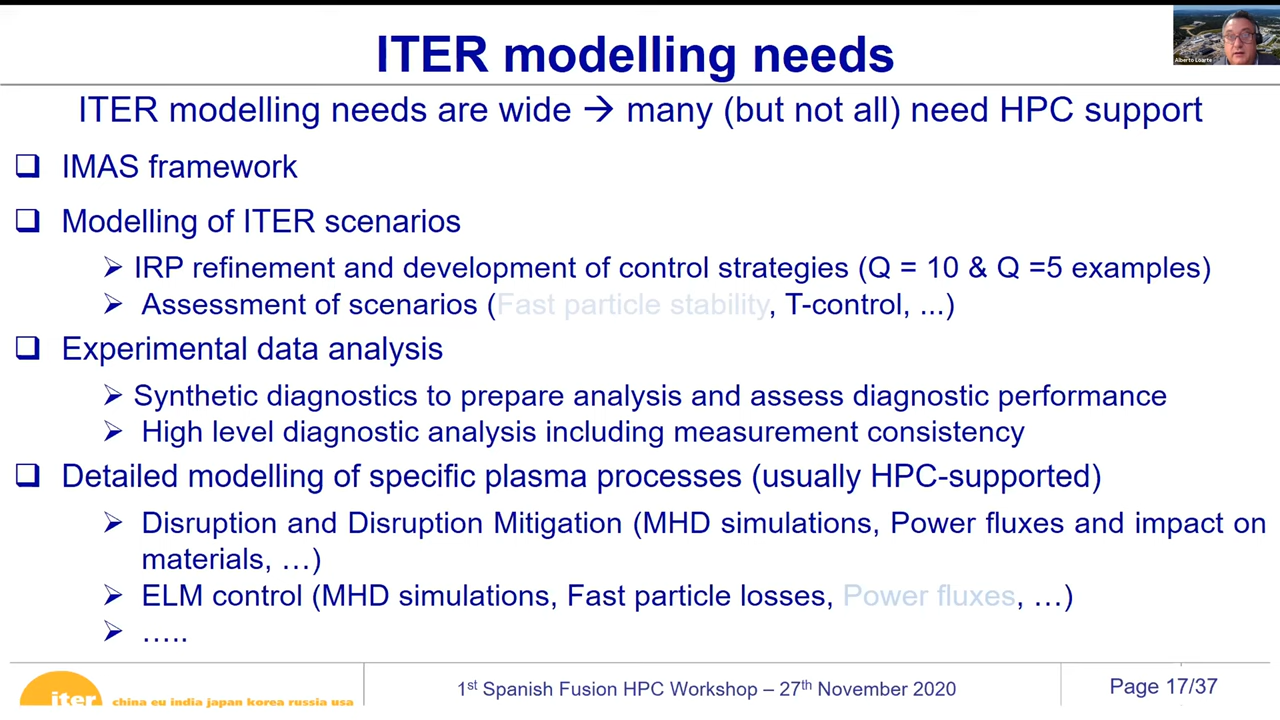 ITER modelling needs
Alberto Loarte
ITER modelling needs are wide → many (but not all) need HPC support
❑ IMAS framework
❑ Modelling of ITER scenarios
➢ IRP refinement and development of control strategies (Q = 10 & Q =5 examples)
➢ Assessment of scenarios (Fast particle stability, T-control, ...)
❑ Experimental data analysis
➢ Synthetic diagnostics to prepare analysis and assess diagnostic performance
➢ High level diagnostic analysis including measurement consistency
❑ Detailed modelling of specific plasma processes (usually HPC-supported)
➢ Disruption and Disruption Mitigation (MHD simulations, Power fluxes and impact on
materials, …)
➢ ELM control (MHD simulations, Fast particle losses, Power fluxes, …)
➢ …..
iter
china eu india japan korea russia usa
1st Spanish Fusion HPC Workshop – 27th November 2020
Page 17/37